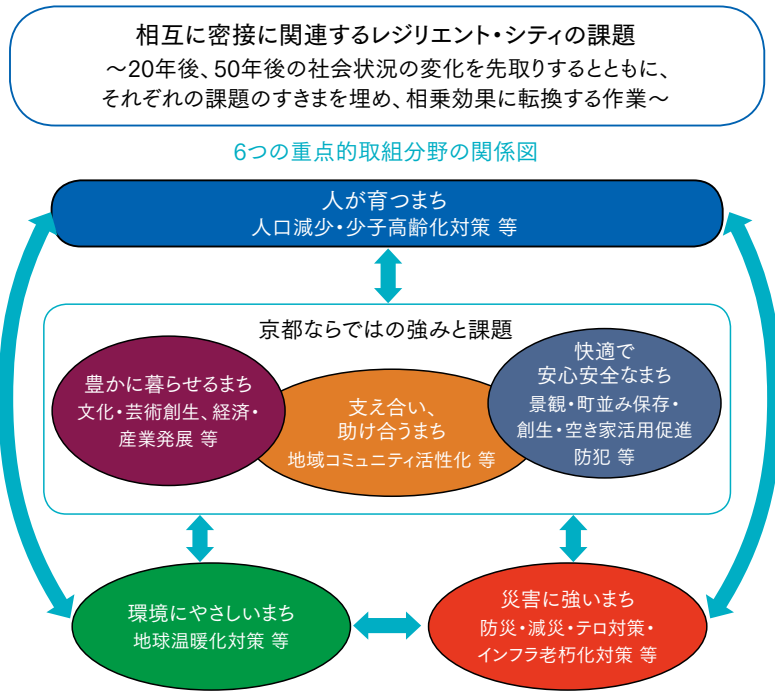 相互に密接に関連するレジリエント・シティの課題
〜20年後、50年後の社会状況の変化を先取りするとともに、
それぞれの課題のすきまを埋め、相乗効果に転換する作業〜
6つの重点的取組分野の関係図
人が育つまち
人口減少・少子高齢化対策 等
京都ならではの強みと課題
豊かに暮らせるまち
文化・芸術創生、経済・
産業発展 等
支え合い、
助け合うまち
地域コミュニティ活性化 等
快適で
安心安全なまち
景観・町並み保存・
創生・空き家活用促進
防犯 等
環境にやさしいまち
地球温暖化対策 等
災害に強いまち
防災・減災・テロ対策・
インフラ老朽化対策 等